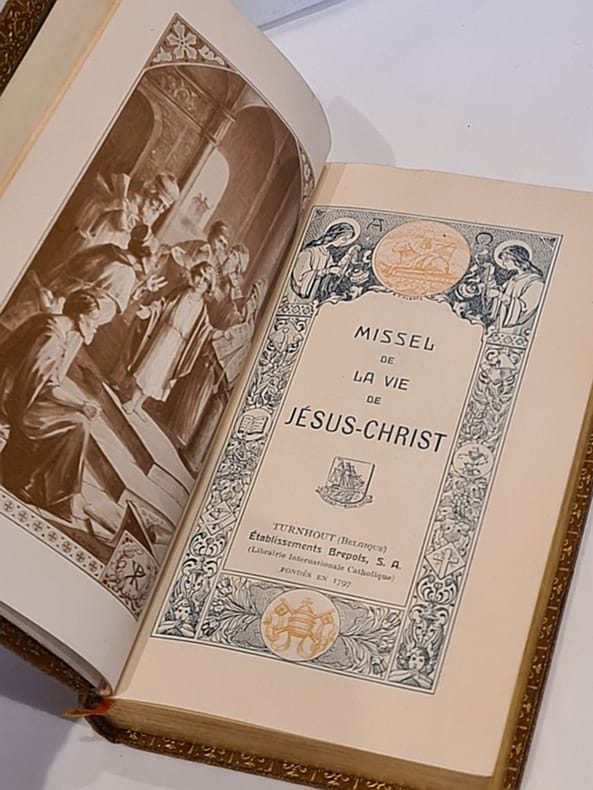 Α Ω
MISSEL
DE
LA VIE
DE
JÉSUS-CHRIST
TURNHOUT (BELGIQUE)
Établissements Brepols, S. A.
(Librairie Internationale Catholique)
FONDÉS EN 1797